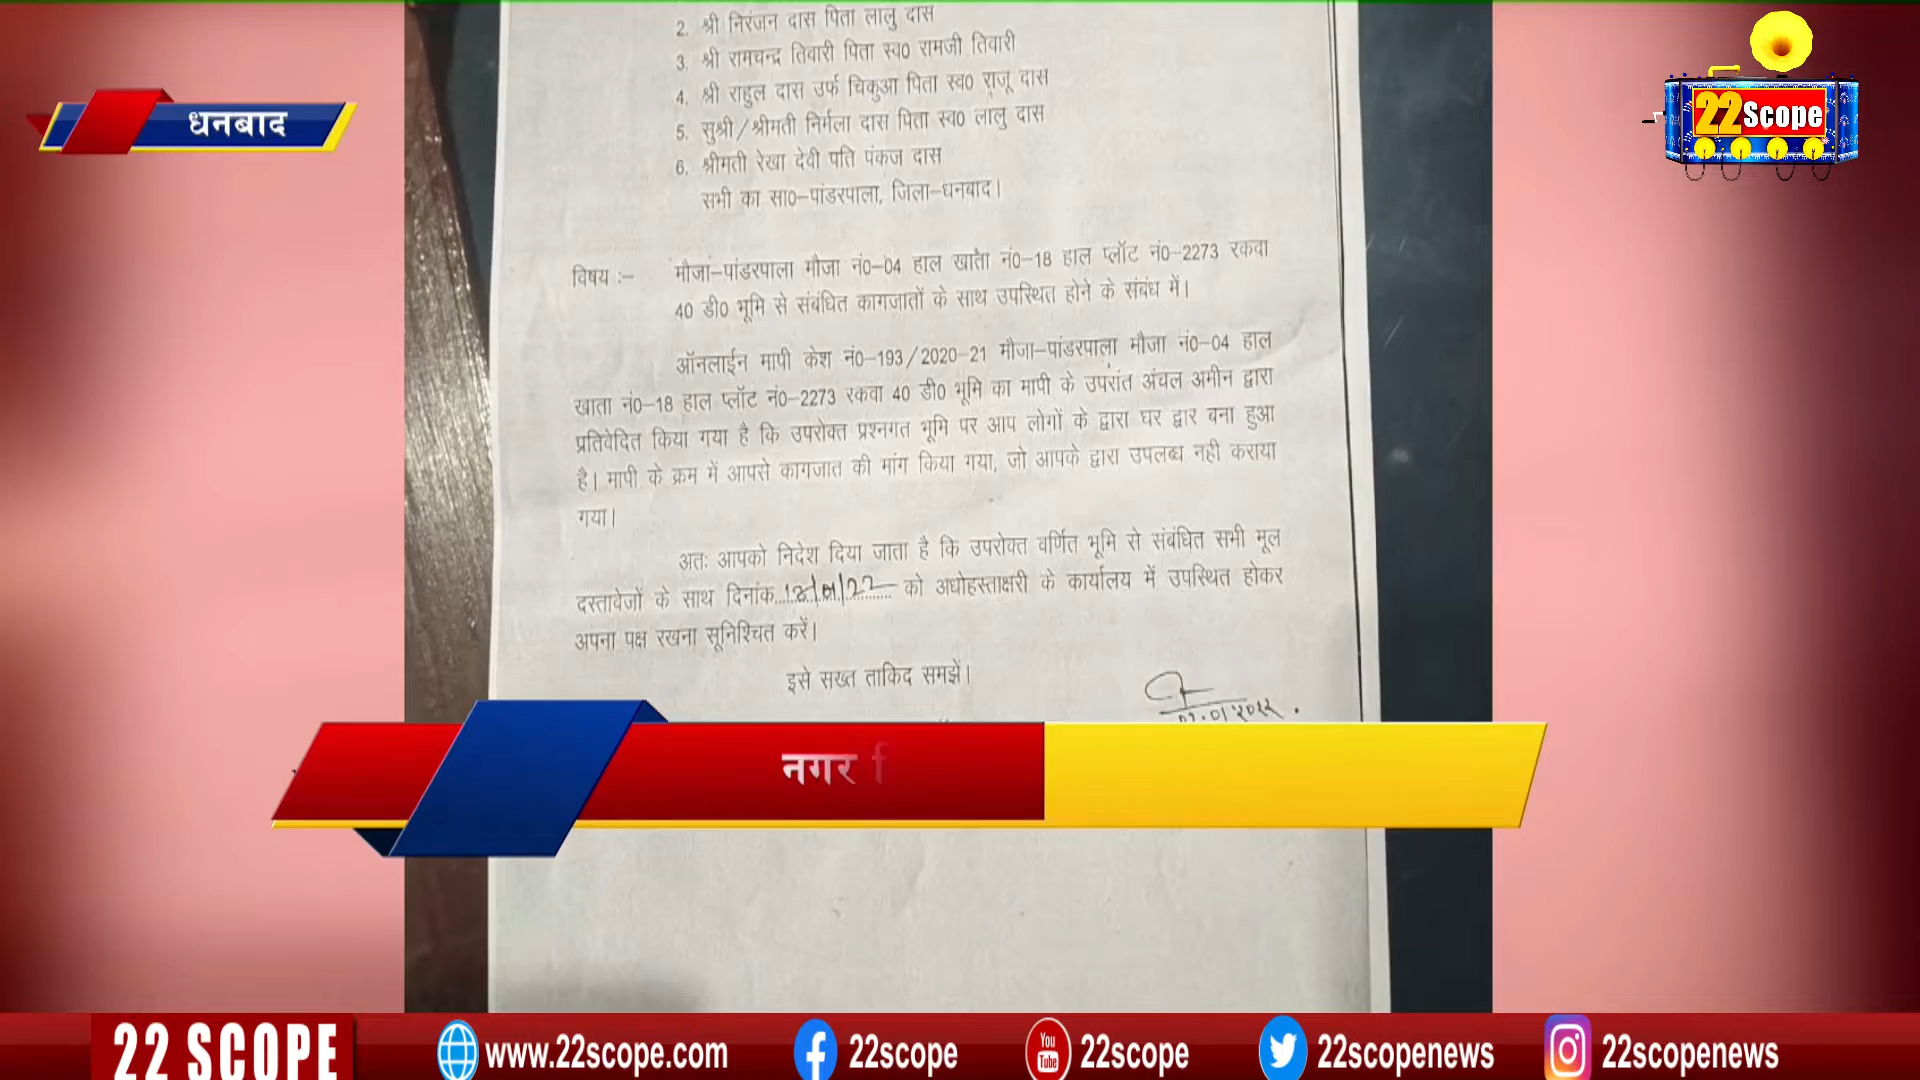 2. श्री निरंजन दास पिता लालु दास
3. श्री रामचन्द्र तिवारी पिता स्व0 रामजी तिवारी
4. श्री राहुल दास उर्फ चिकुआ पिता स्व0 राजू दास
5. सुश्री/श्रीमती निर्मला दास पिता स्व0 लालु दास
6. श्रीमती रेखा देवी पति पंकज दास
सभी का सा0-पांडरपाला, जिला-धनबाद।
धनबाद
22Scope
विषय :- मौजा-पांडरपाला मौजा नं0-04 हाल खाता नं0-18 हाल प्लॉट नं0-2273 रकवा
40 डी0 भूमि से संबंधित कागजातों के साथ उपस्थित होने के संबंध में।
ऑनलाईन मापी केश नं0-193/2020-21 मौजा-पांडरपाला मौजा नं0-04 हाल
खाता नं0-18 हाल प्लॉट नं0-2273 रकवा 40 डी0 भूमि का मापी के उपरांत अंचल अमीन द्वारा
प्रतिवेदित किया गया है कि उपरोक्त प्रश्नगत भूमि पर आप लोगों के द्वारा घर द्वार बना हुआ
है। मापी के क्रम में आपसे कागजात की मांग किया गया, जो आपके द्वारा उपलब्ध नही कराया
गया।
अतः आपको निदेश दिया जाता है कि उपरोक्त वर्णित भूमि से संबंधित सभी मूल
दस्तावेजों के साथ दिनांक को अधोहस्ताक्षरी के कार्यालय में उपस्थित होकर
अपना पक्ष रखना सूनिश्चित करें।
इसे सख्त ताकिद समझें।
नगर
22 SCOPE www.22scope.com 22scope You Tube 22scope 22scopenews 22scopenews